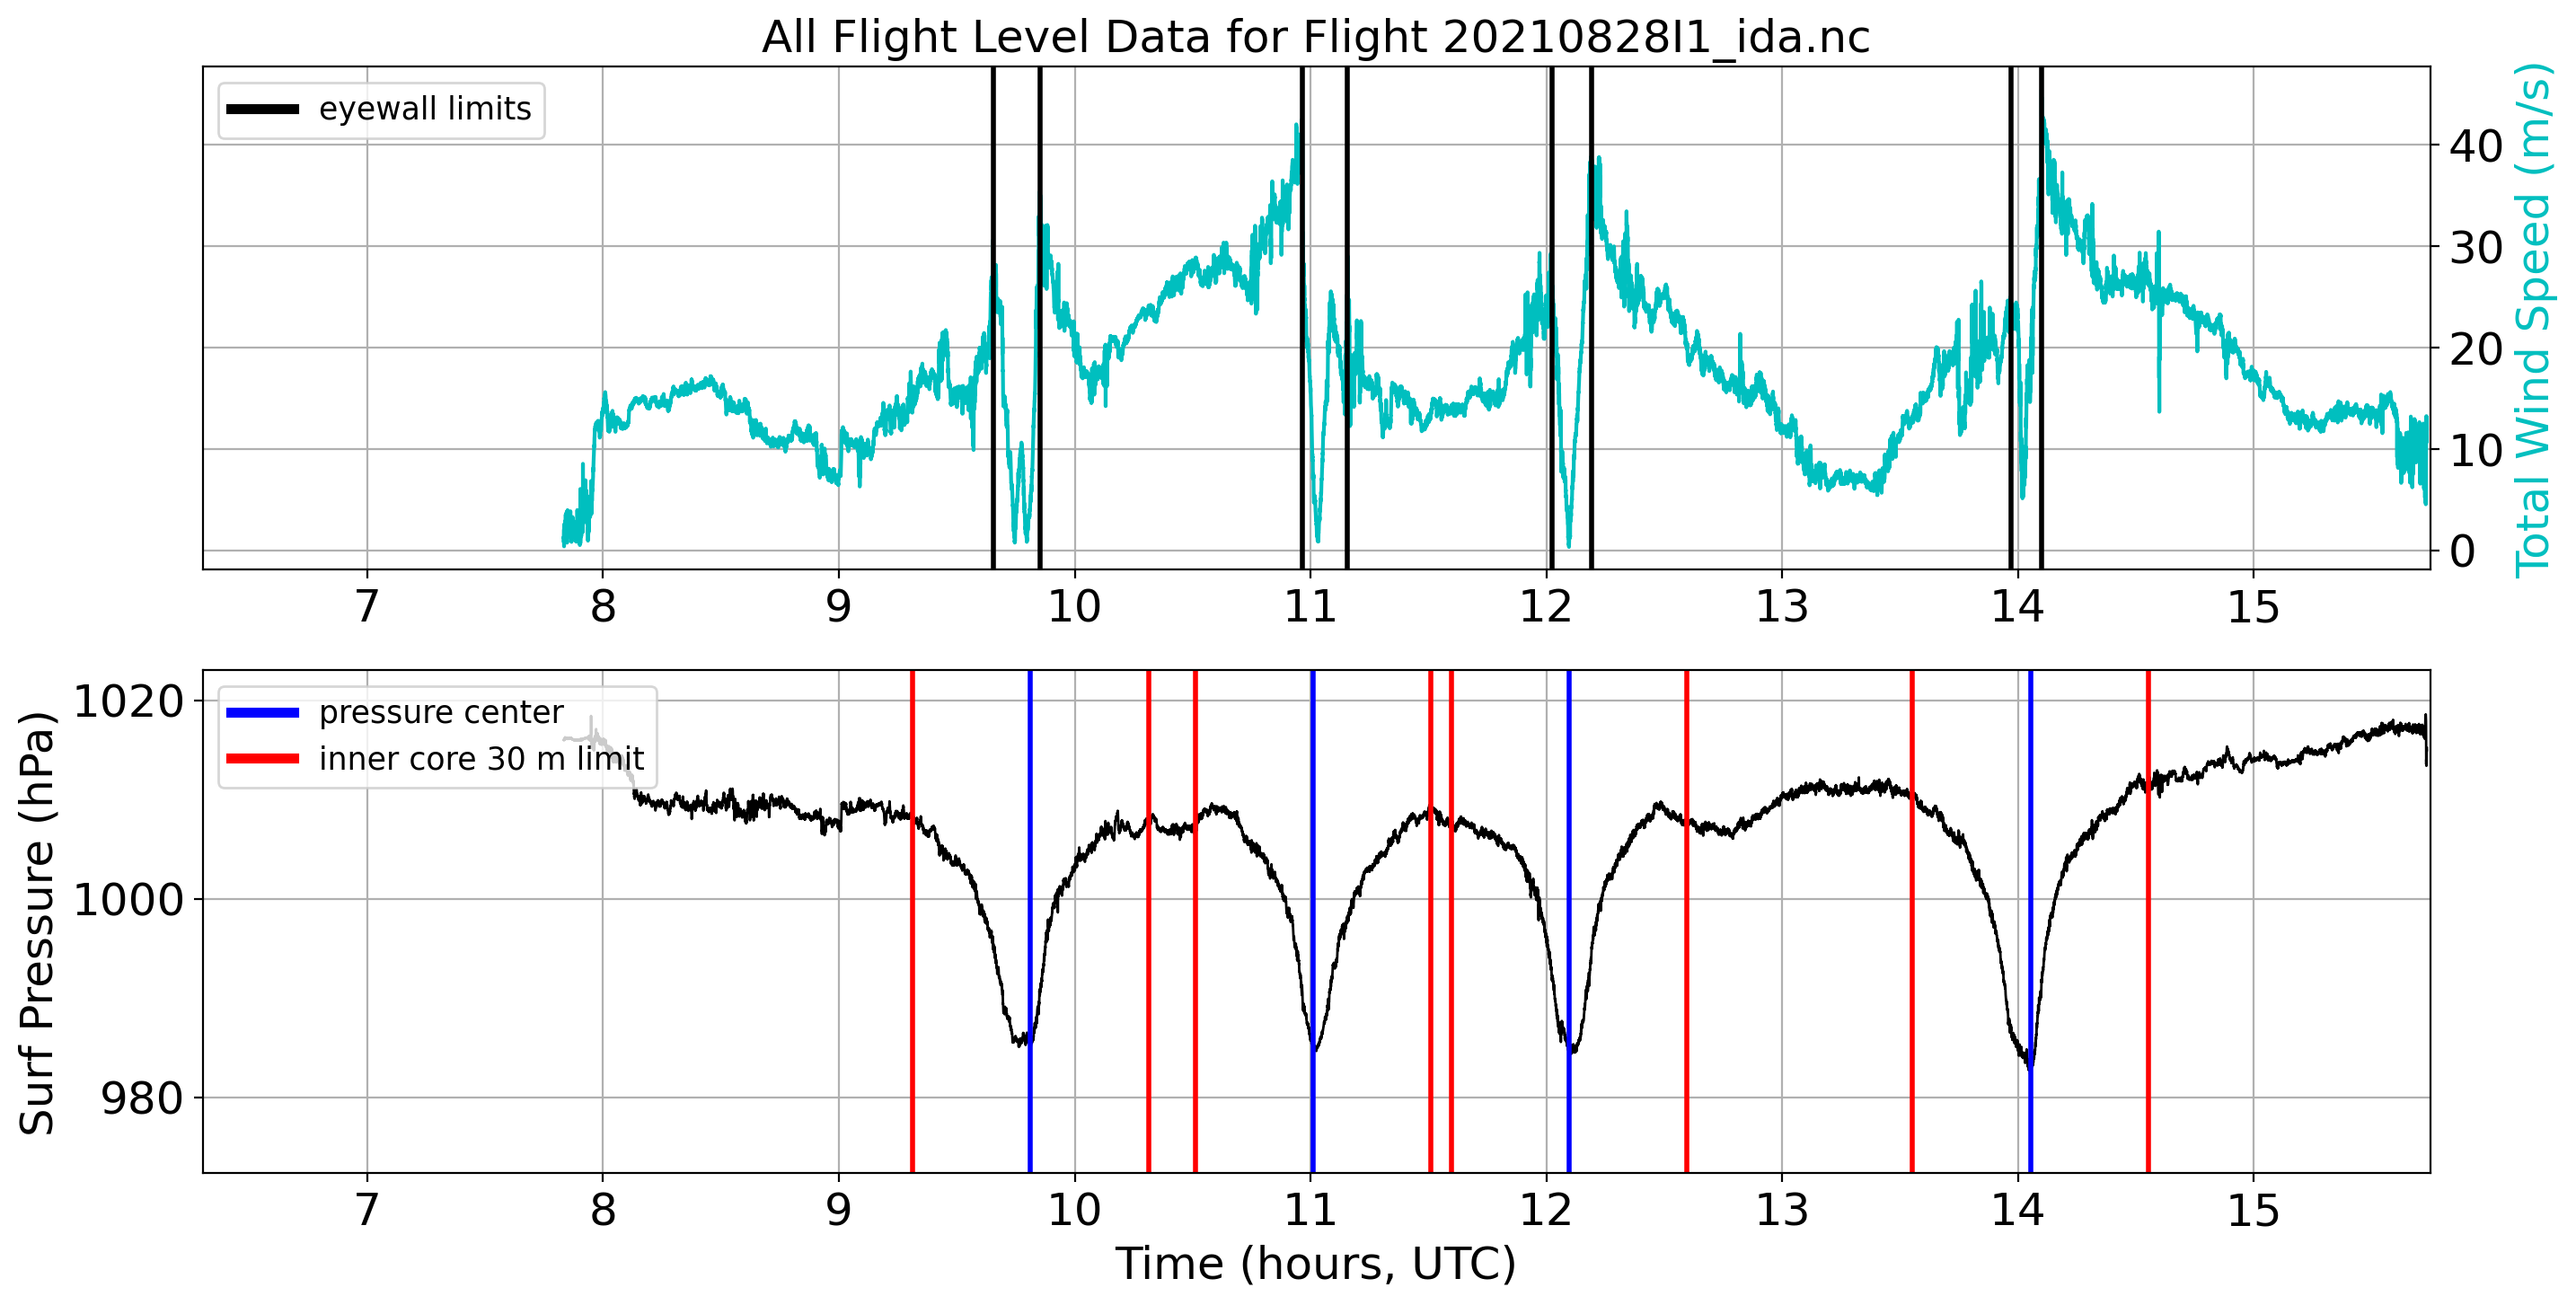 All Flight Level Data for Flight 20210828I1_ida.nc
eyewall limits
40
30
20
10
0
Total Wind Speed (m/s)
7 8 9 10 11 12 13 14 15
Surf Pressure (hPa)
1020
1000
980
pressure center
inner core 30 m limit
7 8 9 10 11 12 13 14 15
Time (hours, UTC)